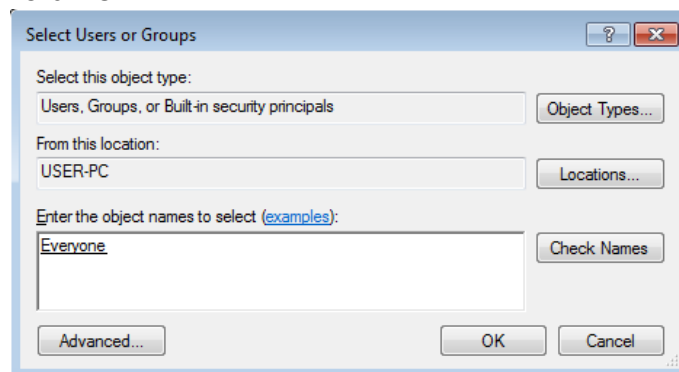 Select Users or Groups
Select this object type:
Users, Groups, or Built-in security principals
Object Types...
From this location:
USER-PC
Locations...
Enter the object names to select (examples):
Everyone
Check Names
Advanced...
OK
Cancel